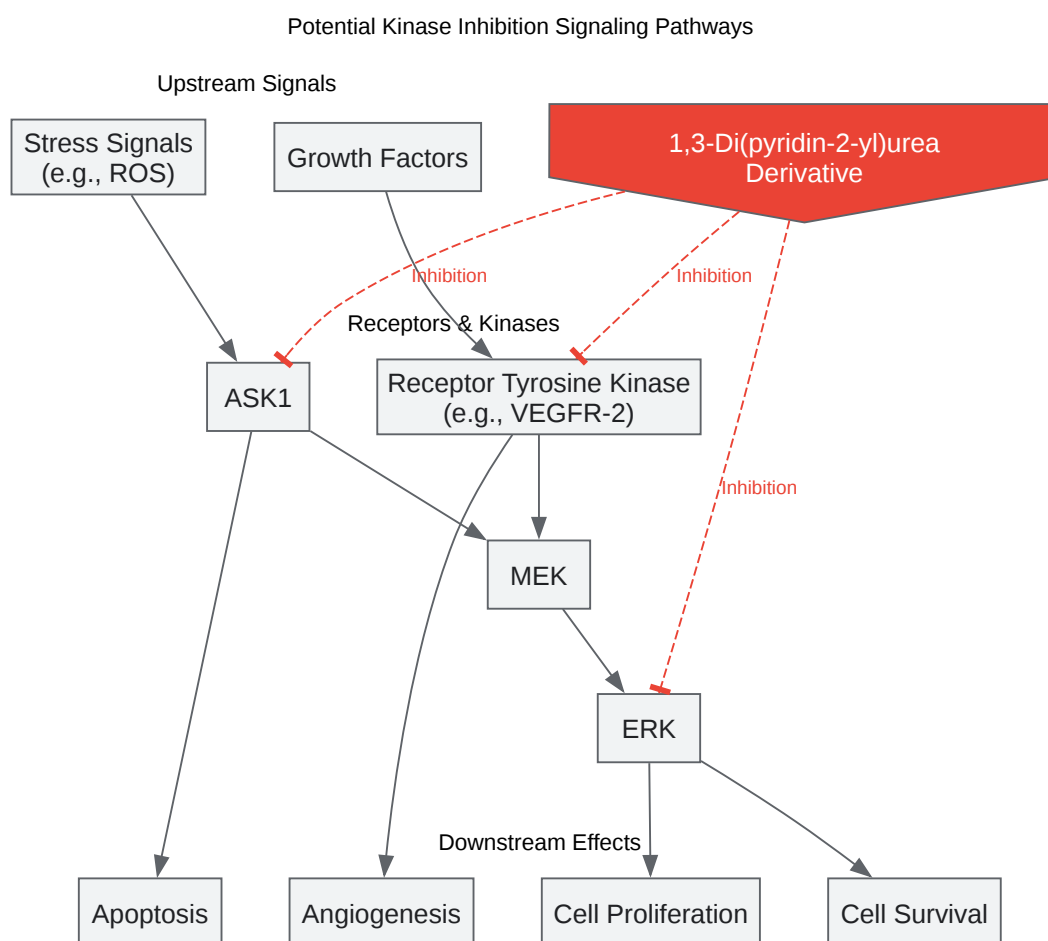 Potential Kinase Inhibition Signaling Pathways
Upstream Signals
Stress Signals
(e.g., ROS)
Growth Factors
1,3-Di(pyridin-2-yl)urea
Derivative
Inhibition
Inhibition
Receptors & Kinases
ASK1
Receptor Tyrosine Kinase
(e.g., VEGFR-2)
Inhibition
MEK
ERK
Downstream Effects
Apoptosis
Angiogenesis
Cell Proliferation
Cell Survival